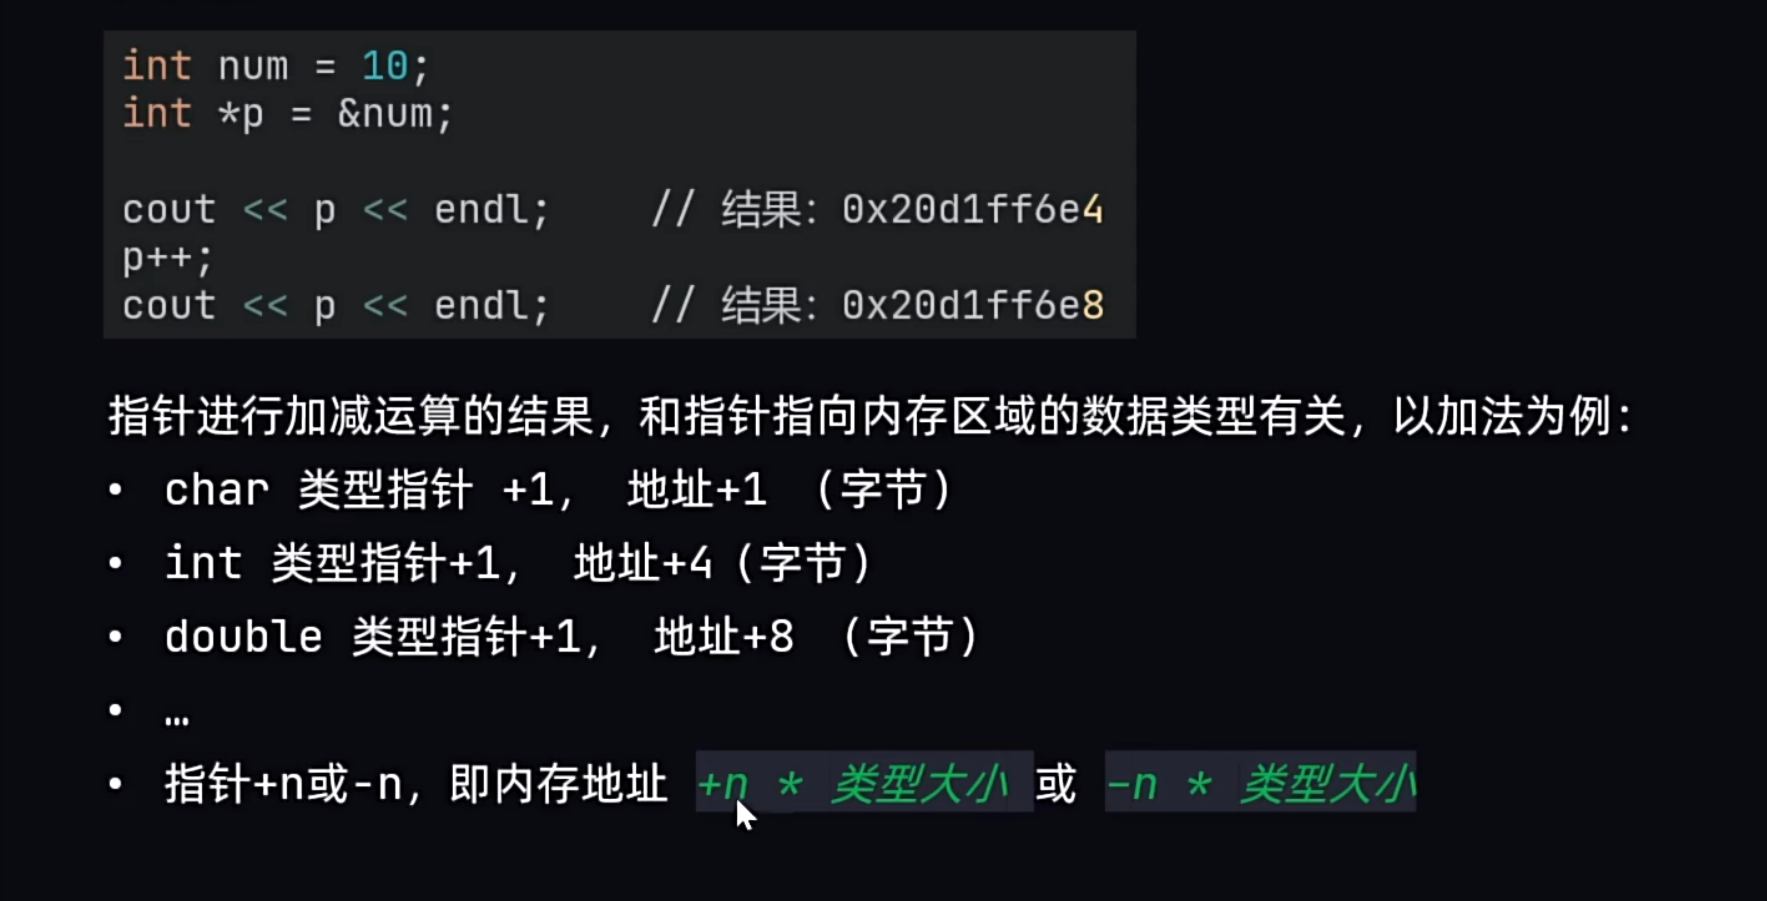 int num = 10;
int *p = &num;
cout << p << endl;    // 结果：0x20d1ff6e4
p++;
cout << p << endl;    // 结果：0x20d1ff6e8
指针进行加减运算的结果，和指针指向内存区域的数据类型有关，以加法为例：
• char 类型指针 +1， 地址+1 （字节）
• int 类型指针+1， 地址+4（字节）
• double 类型指针+1， 地址+8 （字节）
• …
• 指针+n或-n，即内存地址 +n * 类型大小 或 -n * 类型大小